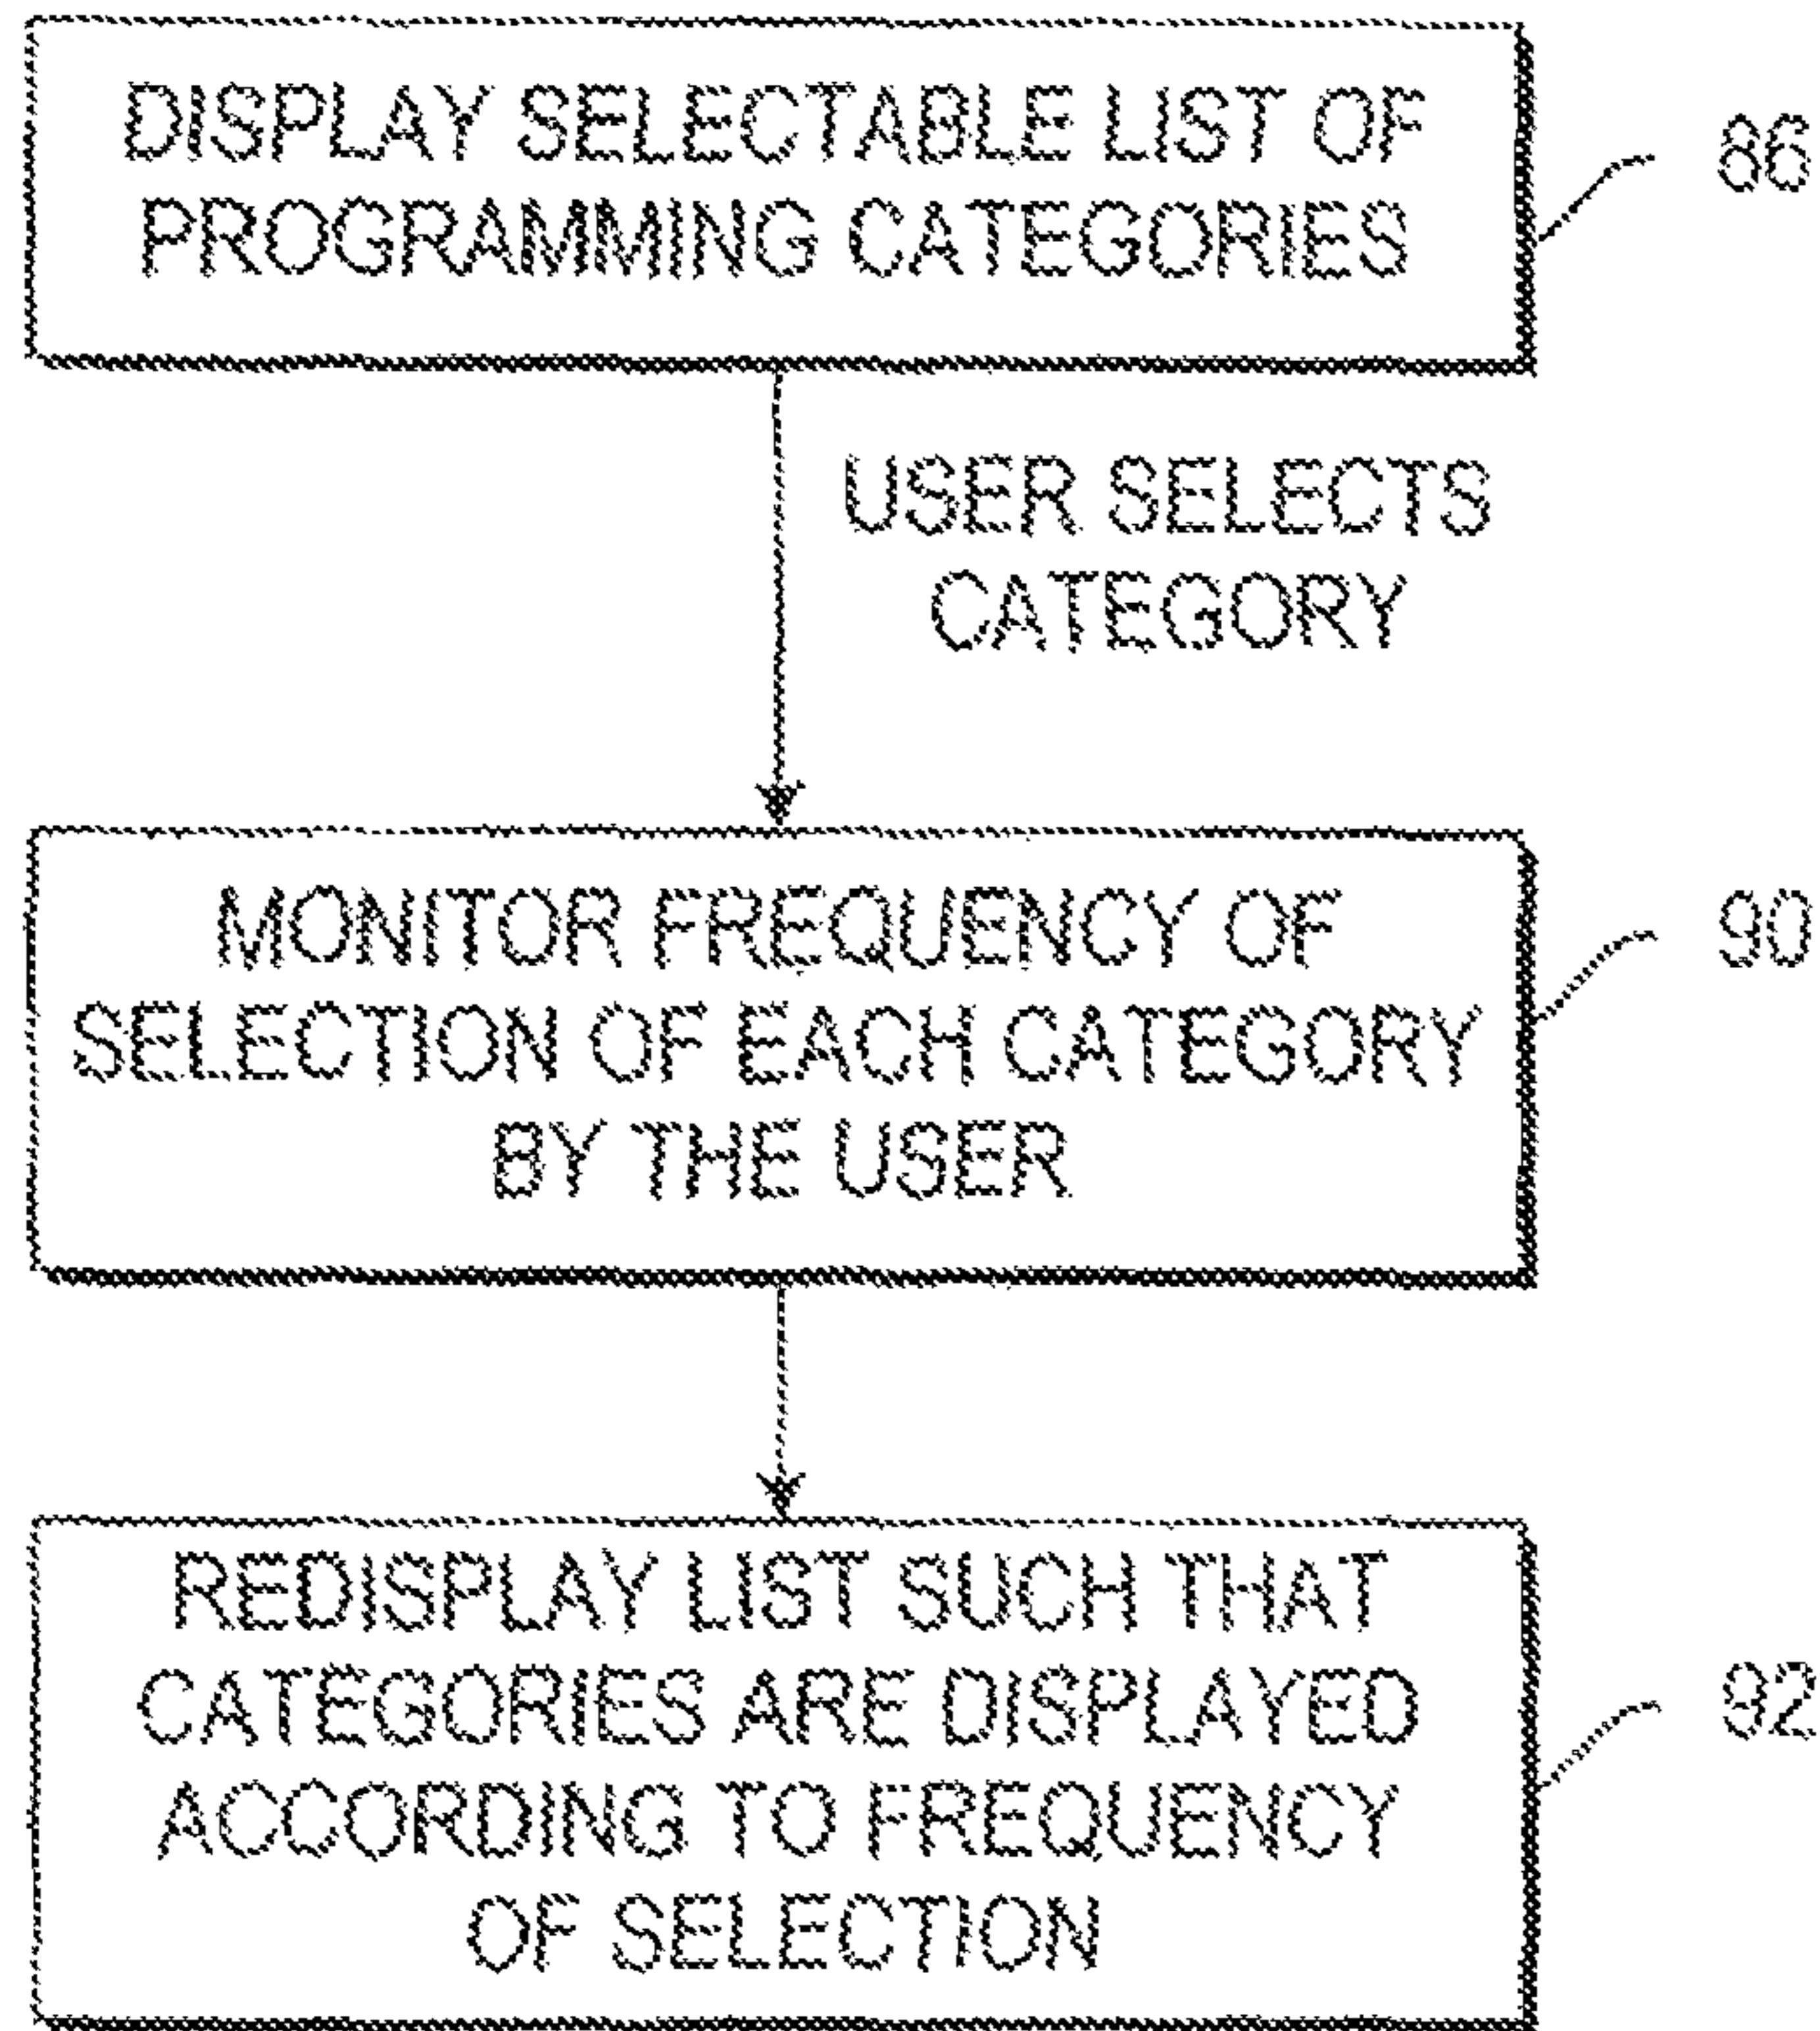 DISPLAY SELECTABLE LIST OF
PROGRAMMING CATEGORIES
86
USER SELECTS
CATEGORY
MONITOR FREQUENCY OF
SELECTION OF EACH CATEGORY
BY THE USER
90
REDISPLAY LIST SUCH THAT
CATEGORIES ARE DISPLAYED
ACCORDING TO FREQUENCY
OF SELECTION
92